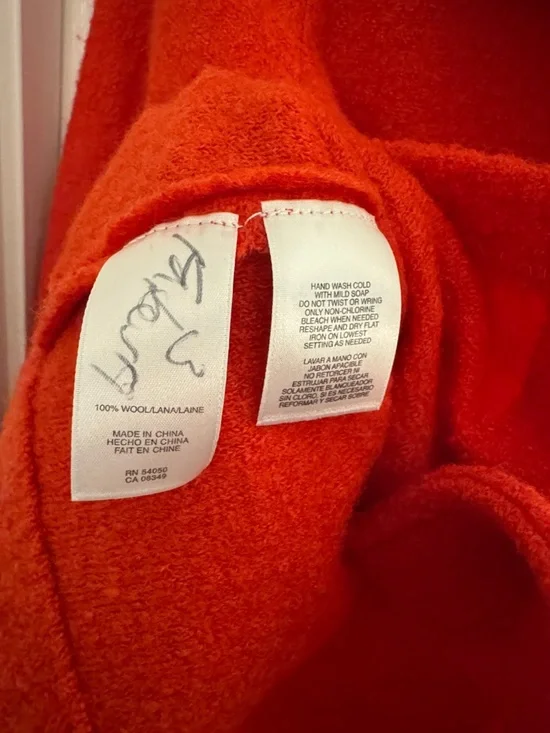 100% WOOL/LANA/LAINE
MADE IN CHINA
HECHO EN CHINA
FAIT EN CHINE
RN 54050
CA 08349
HAND WASH COLD
WITH MILD SOAP
DO NOT TWIST OR WRING
ONLY NON-CHLORINE
BLEACH WHEN NEEDED
RESHAPE AND DRY FLAT
IRON ON LOWEST
SETTING AS NEEDED
LAVAR A MANO CON
JABON APACIBLE
NO RETORCER NI
ESTRUJAR PARA SECAR
SOLAMENTE BLANQUEADOR
SIN CLORO, SI ES NECESARIO
REFORMAR Y SECAR SOBRE